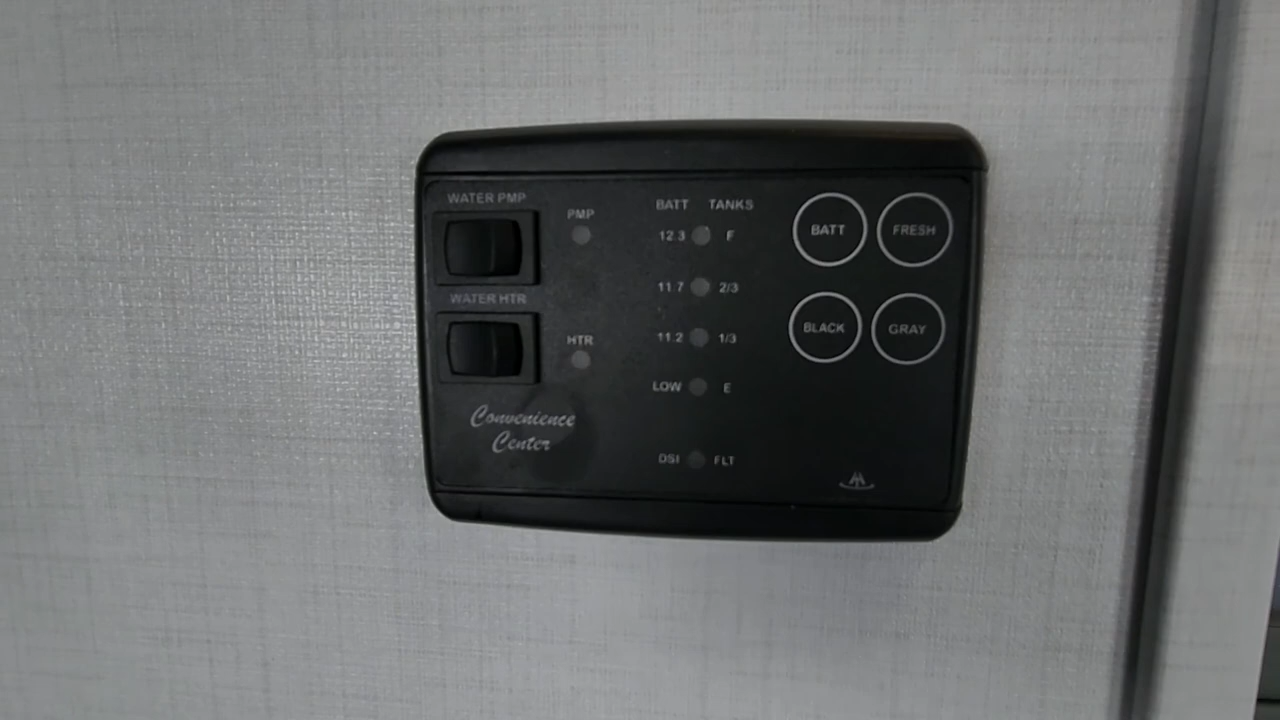 WATER PMP
PMP
WATER HTR
HTR
Convenience
Center
BATT TANKS
12.3 F
11.7 2/3
11.2 1/3
LOW E
DSI FLT
BATT FRESH
BLACK GRAY